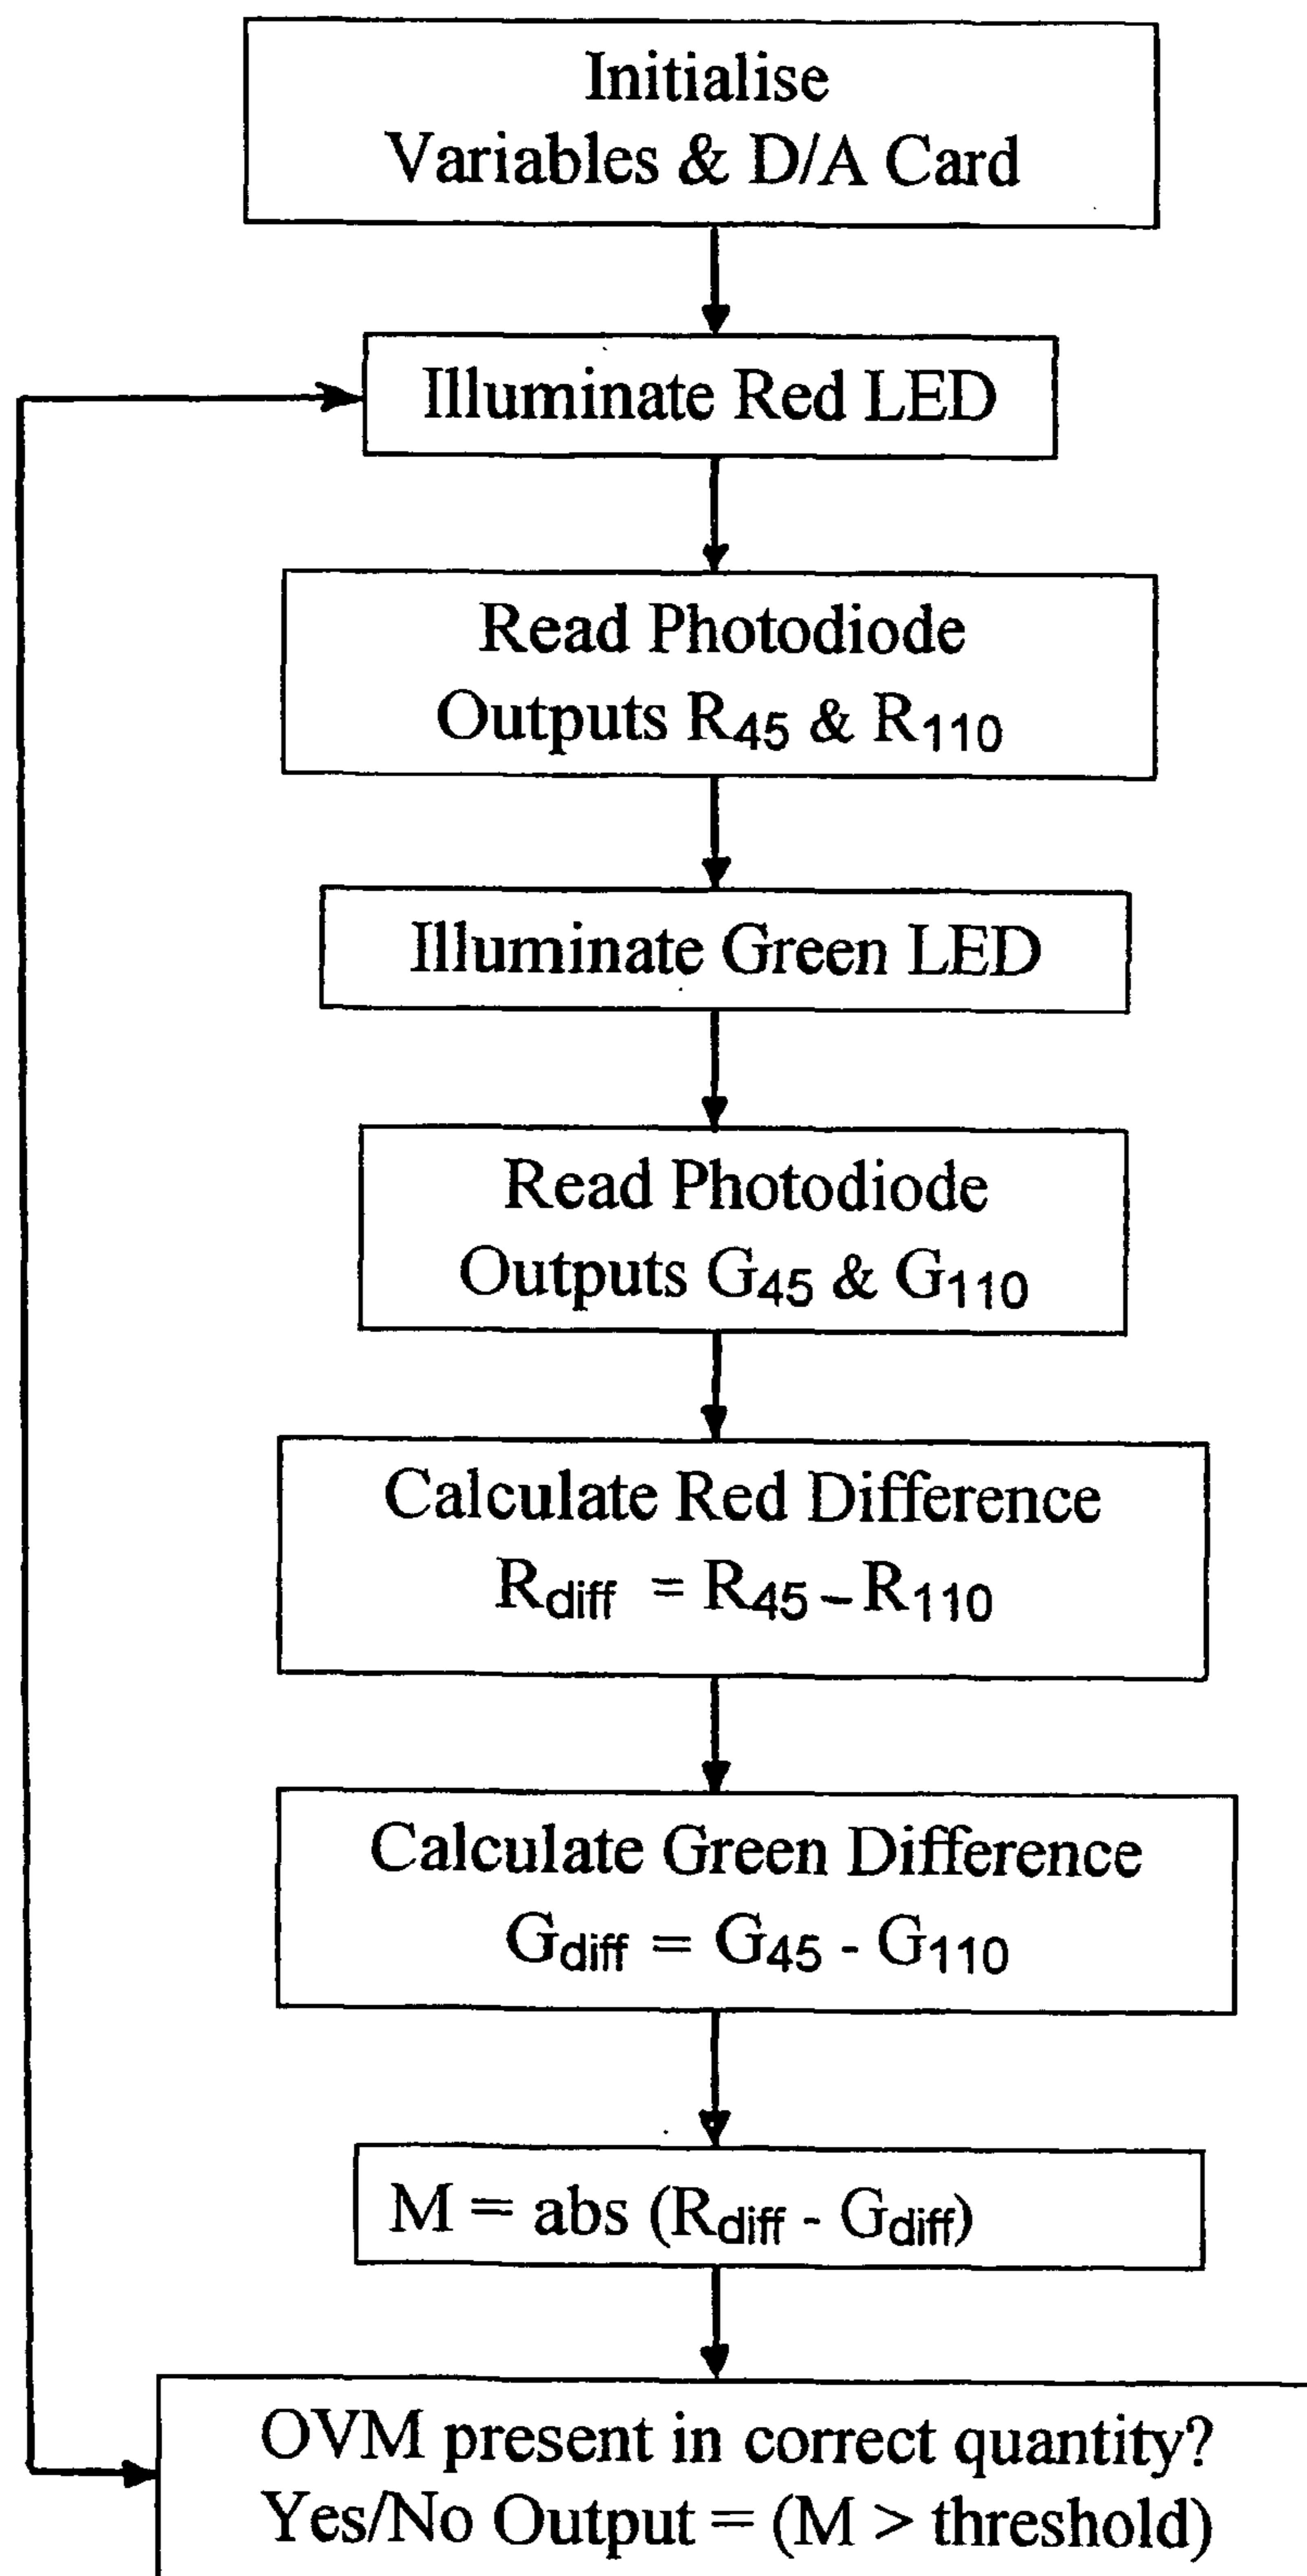 Initialise
Variables & D/A Card
Illuminate Red LED
Read Photodiode
Outputs R45 & R110
Illuminate Green LED
Read Photodiode
Outputs G45 & G110
Calculate Red Difference
Rdiff = R45 – R110
Calculate Green Difference
Gdiff = G45 - G110
M = abs (Rdiff - Gdiff)
OVM present in correct quantity?
Yes/No Output = (M > threshold)